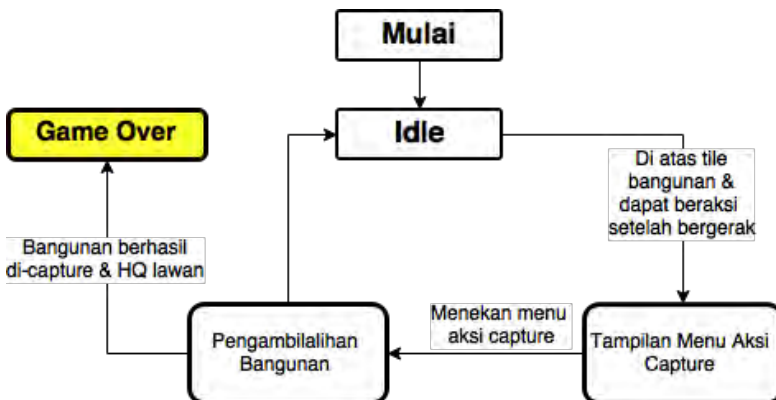 Mulai
Game Over
Idle
Di atas tile
bangunan &
dapat beraksi
setelah bergerak
Bangunan berhasil
di-capture & HQ lawan
Menekan menu
aksi capture
Pengambilalihan
Bangunan
Tampilan Menu Aksi
Capture